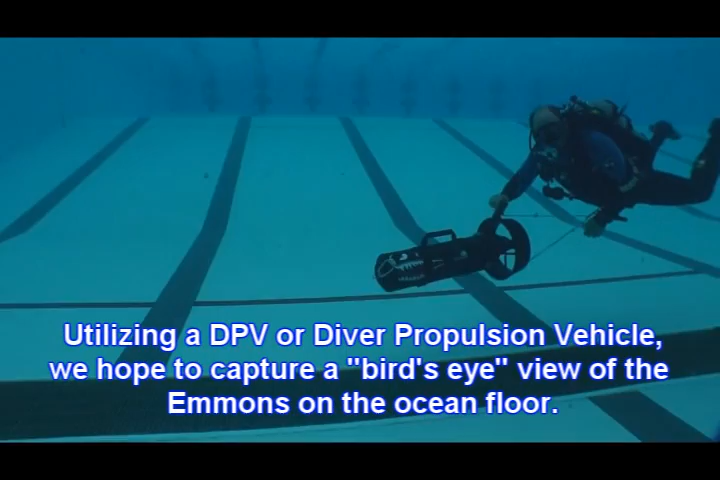 Utilizing a DPV or Diver Propulsion Vehicle,
we hope to capture a "bird's eye" view of the
Emmons on the ocean floor.